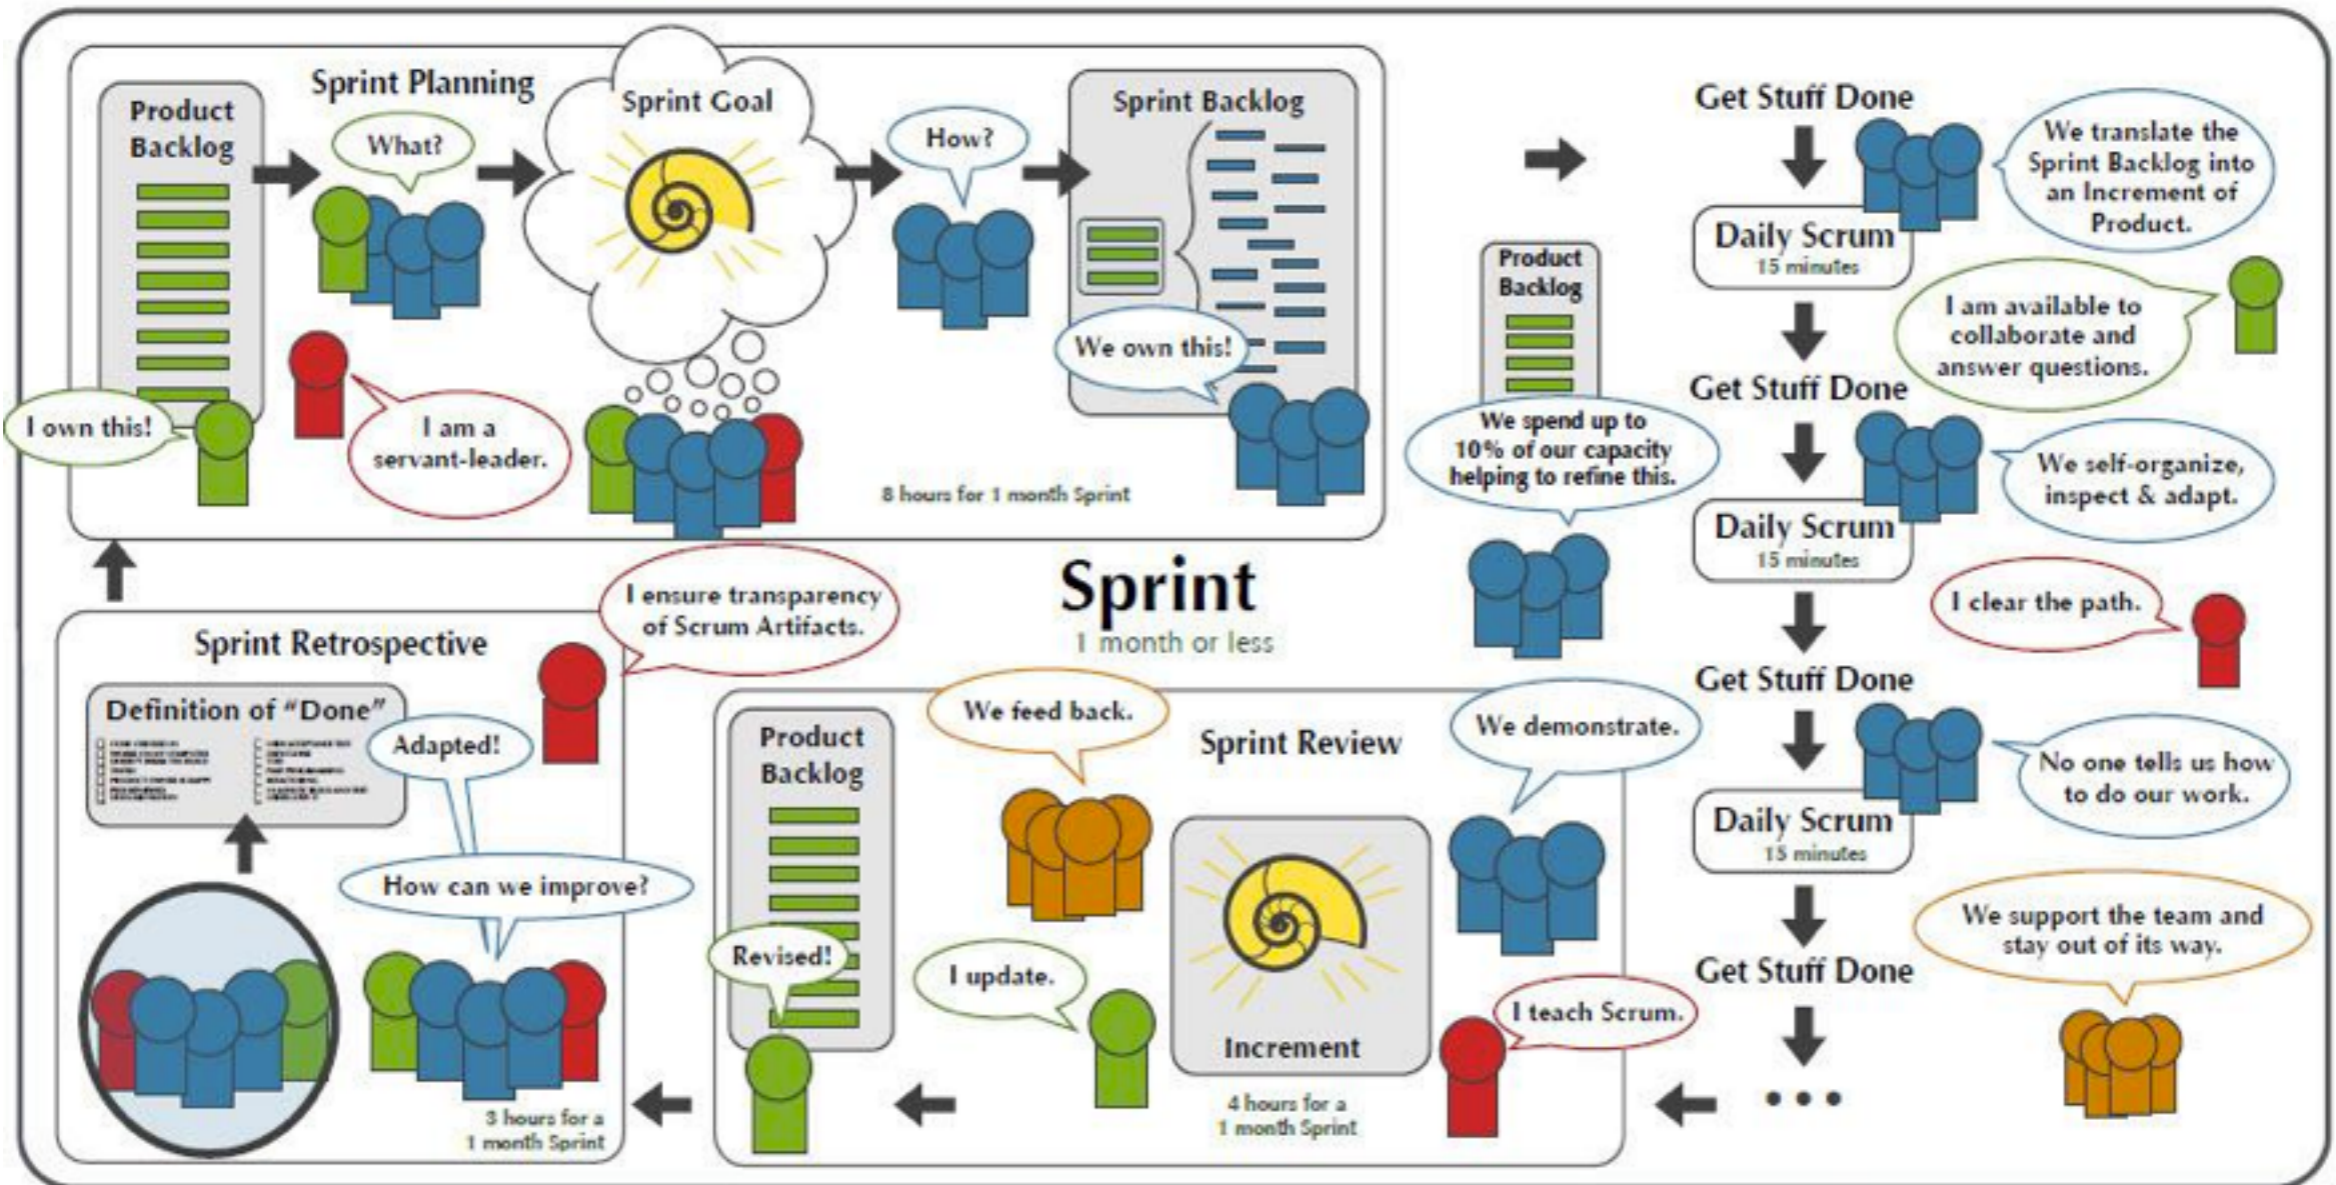 Sprint Planning
Product
Backlog
What?
Sprint Goal
How?
Sprint Backlog
We own this!
I own this!
I am a
servant-leader.
8 hours for 1 month Sprint
Get Stuff Done
We translate the
Sprint Backlog into
an Increment of
Product.
Daily Scrum
15 minutes
Product
Backlog
I am available to
collaborate and
answer questions.
Get Stuff Done
We spend up to
10% of our capacity
helping to refine this.
We self-organize,
inspect & adapt.
Daily Scrum
15 minutes
I clear the path.
Get Stuff Done
No one tells us how
to do our work.
Daily Scrum
15 minutes
We support the team and
stay out of its way.
Get Stuff Done
• • •
Sprint
1 month or less
Sprint Review
Product
Backlog
We feed back.
We demonstrate.
Revised!
I update.
Increment
I teach Scrum.
4 hours for a
1 month Sprint
Sprint Retrospective
I ensure transparency
of Scrum Artifacts.
Definition of “Done”
Adapted!
How can we improve?
3 hours for a
1 month Sprint